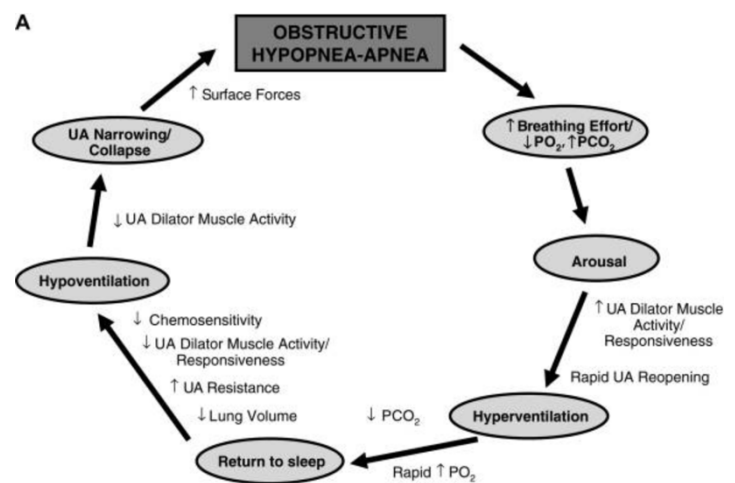 A
OBSTRUCTIVE
HYPOPNEA-APNEA
↑ Surface Forces
UA Narrowing/
Collapse
↑Breathing Effort/
↓PO₂,↑PCO₂
↓UA Dilator Muscle Activity
Arousal
Hypoventilation
↑UA Dilator Muscle
Activity/
Responsiveness
↓ Chemosensitivity
↓UA Dilator Muscle Activity/
Responsiveness
Rapid UA Reopening
↑UA Resistance
↓Lung Volume
↓ PCO₂
Hyperventilation
Return to sleep
Rapid ↑PO₂